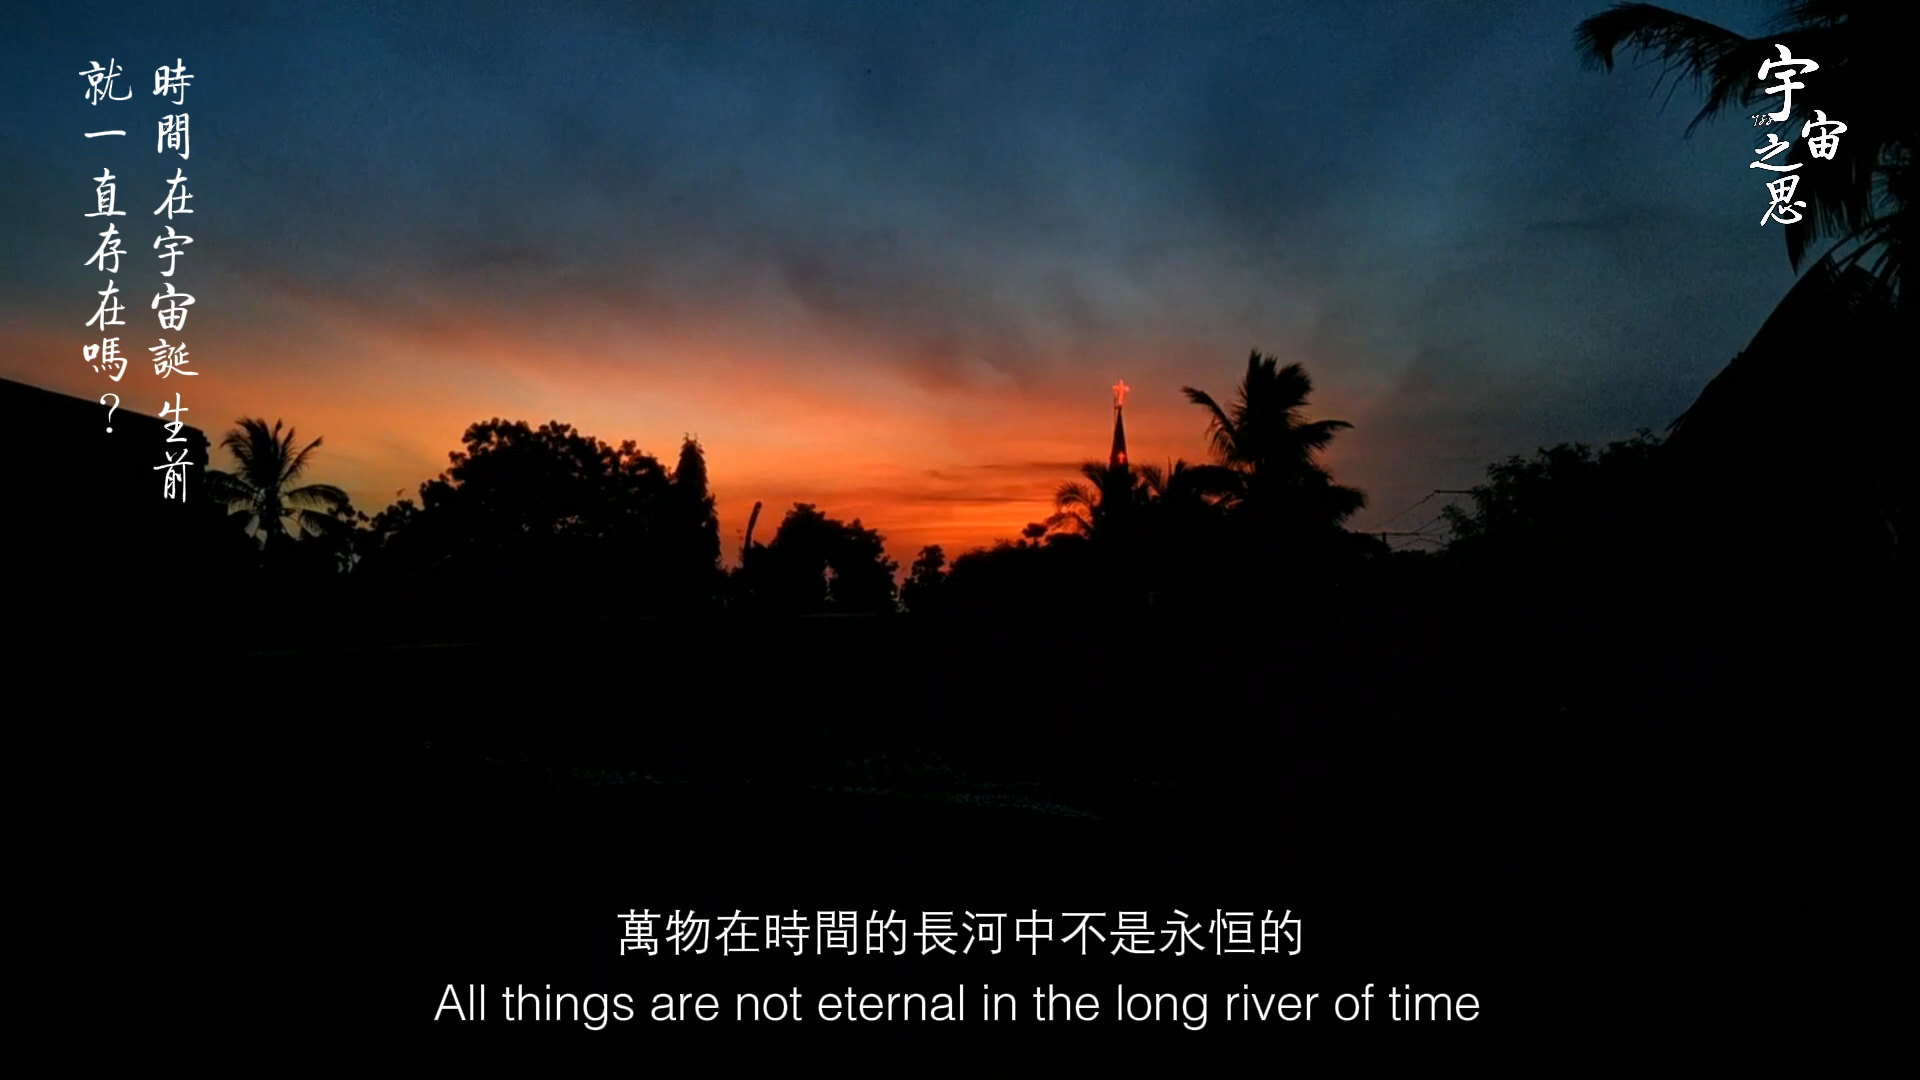 時間在宇宙誕生前
就一直存在嗎？
宇宙之思
萬物在時間的長河中不是永恒的
All things are not eternal in the long river of time